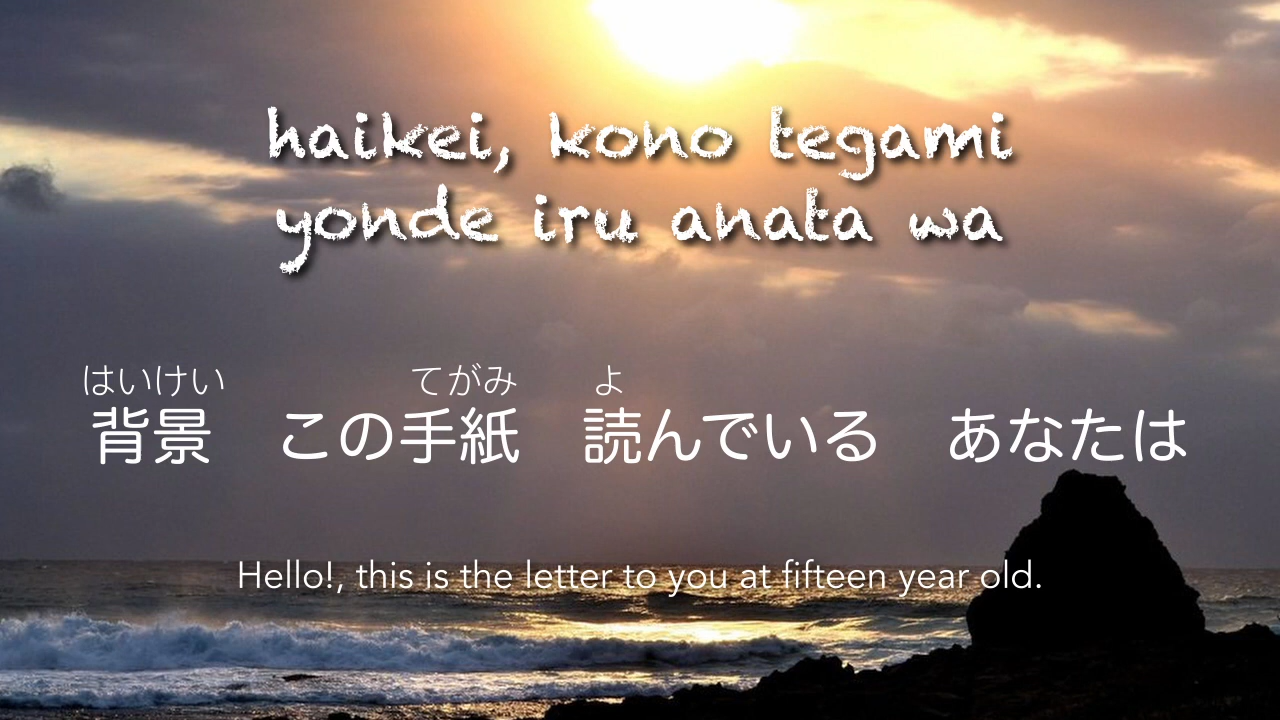 haikei, kono tegami
yonde iru anata wa
はいけい てがみ よ
背景 この手紙 読んでいる あなたは
Hello!, this is the letter to you at fifteen year old.